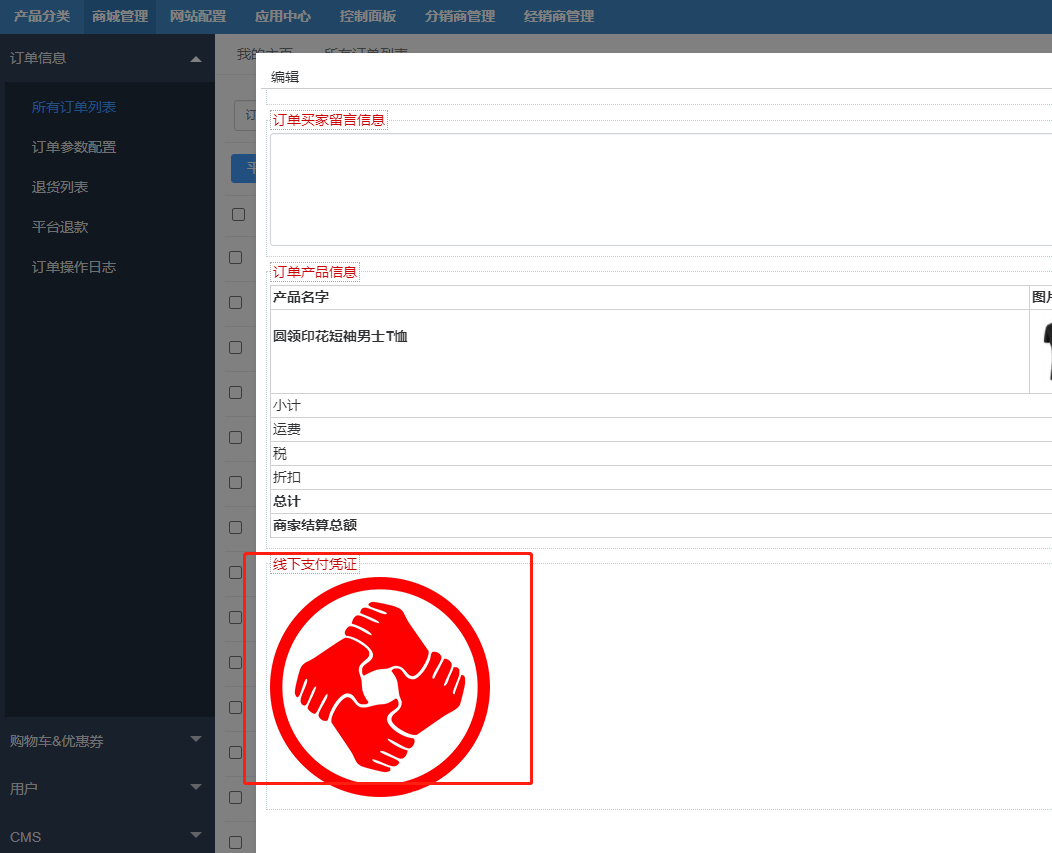 产品分类 商城管理 网站配置 应用中心 控制面板 分销商管理 经销商管理
订单信息
所有订单列表
订单参数配置
退货列表
平台退款
订单操作日志
购物车&优惠券
用户
CMS
我的主页 所有订单列表
编辑
订单买家留言信息
订单产品信息
产品名字
圆领印花短袖男士T恤
小计
运费
税
折扣
总计
商家结算总额
线下支付凭证